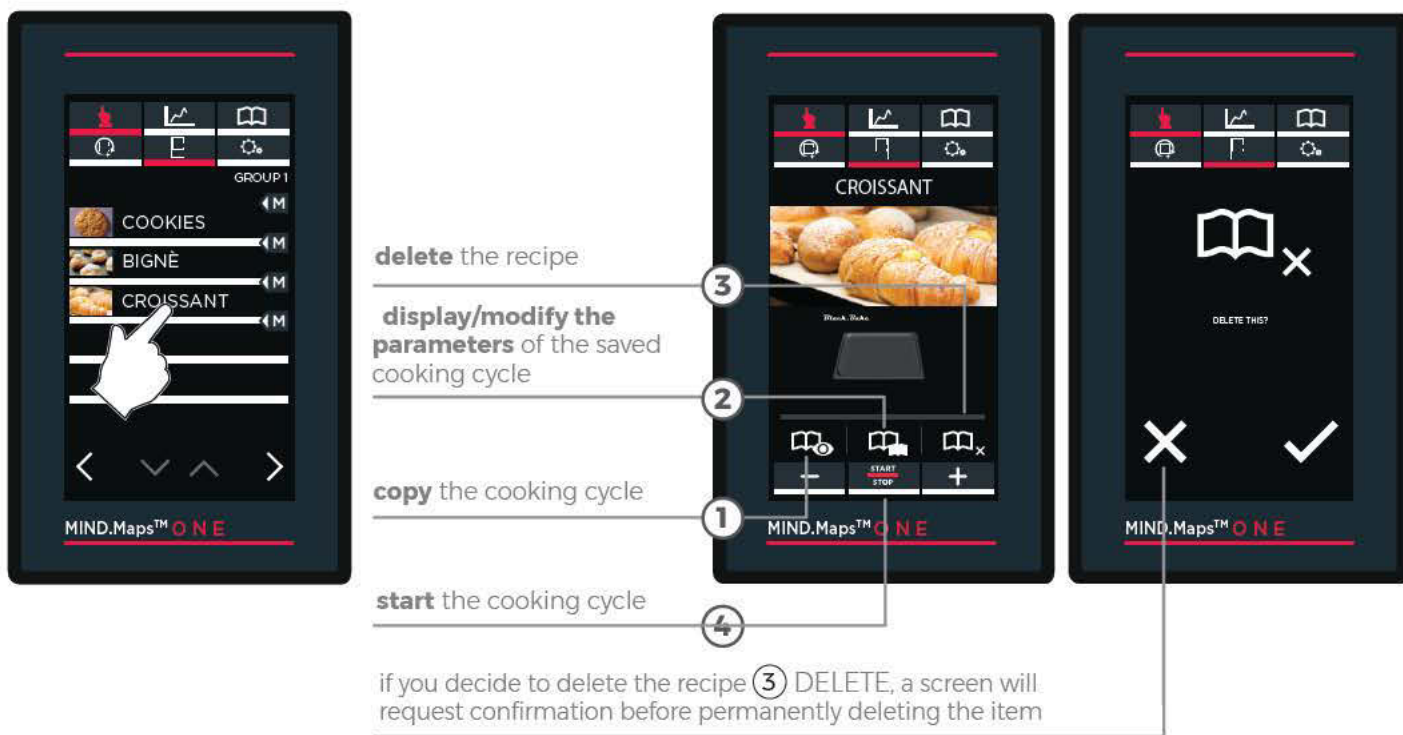 GROUP 1
M
COOKIES
M
BIGNÈ
M
CROISSANT
M
MIND.Maps™ ONE
delete the recipe
3
display/modify the
parameters of the saved
cooking cycle
2
copy the cooking cycle
1
start the cooking cycle
4
CROISSANT
Black.Bake
START
STOP
MIND.Maps™ ONE
DELETE THIS?
MIND.Maps™ ONE
if you decide to delete the recipe 3 DELETE, a screen will
request confirmation before permanently deleting the item